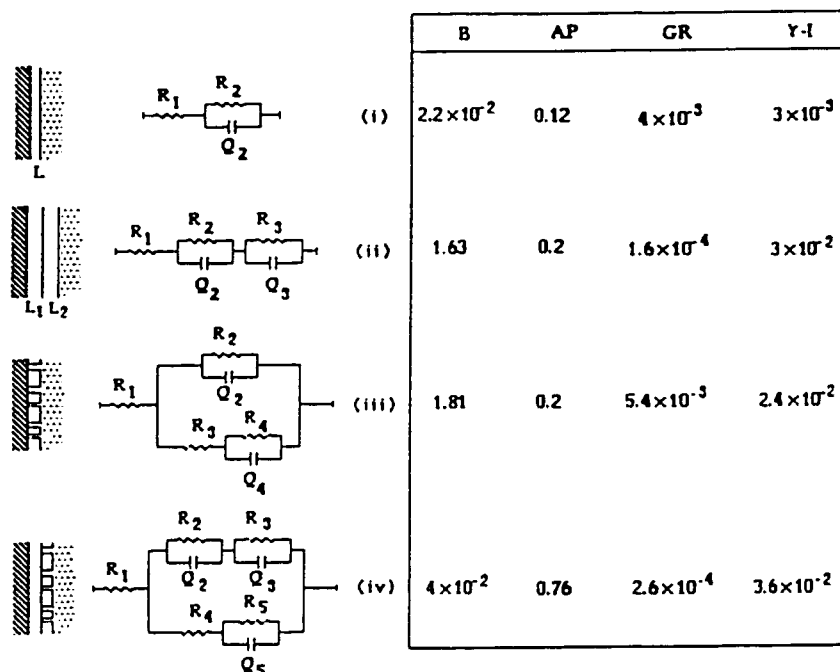 B AP GR Y-I
R1 R2
Q2
(i) 2.2×10⁻² 0.12 4×10⁻³ 3×10⁻³
L
R1 R2 R3
Q2 Q3
(ii) 1.63 0.2 1.6×10⁻⁴ 3×10⁻²
L1 L2
R2
R1 Q2
(iii) 1.81 0.2 5.4×10⁻³ 2.4×10⁻²
R3 R4
Q4
R2 R3
R1 Q2 Q3
(iv) 4×10⁻² 0.76 2.6×10⁻⁴ 3.6×10⁻²
R4 R5
Q5